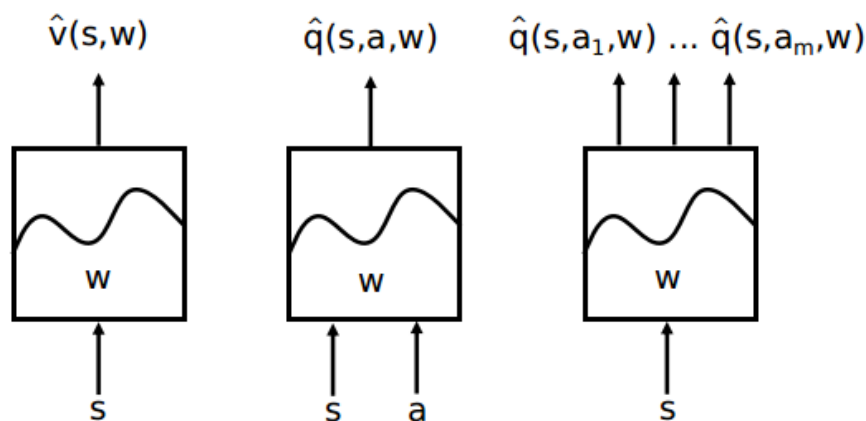 v̂(s,w) q̂(s,a,w) q̂(s,a₁,w) ... q̂(s,aₘ,w)
w w w
s s a s